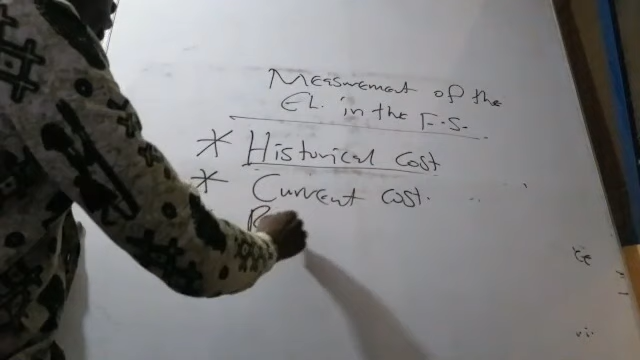 Measurement of the
EL. in the F.S.
* Historical Cost
* Current Cost.
R